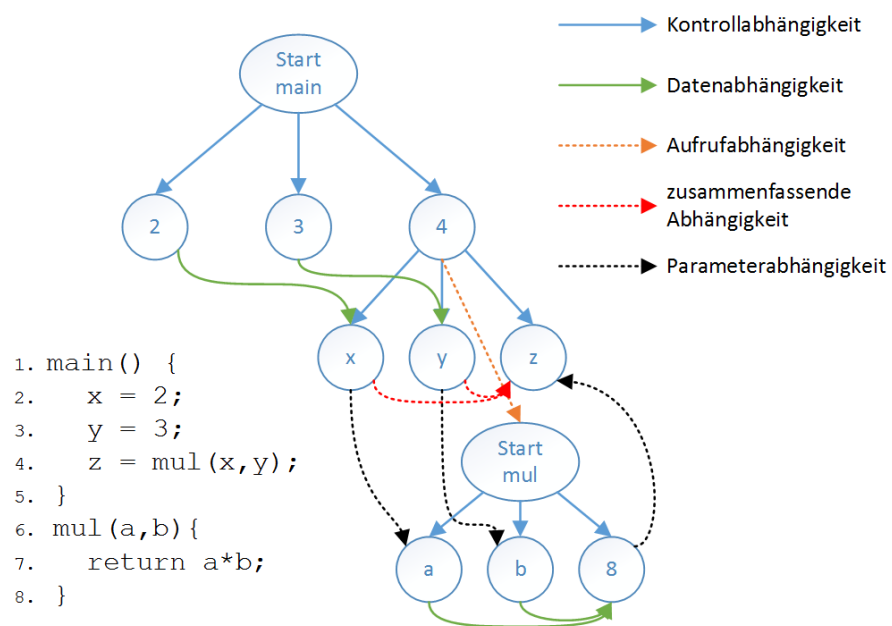 Start
main
Kontrollabhängigkeit
Datenabhängigkeit
Aufrufabhängigkeit
zusammenfassende
Abhängigkeit
Parameterabhängigkeit
2
3
4
x
y
z
Start
mul
a
b
8
1. main() {
2. x = 2;
3. y = 3;
4. z = mul(x,y);
5. }
6. mul(a,b){
7. return a*b;
8. }